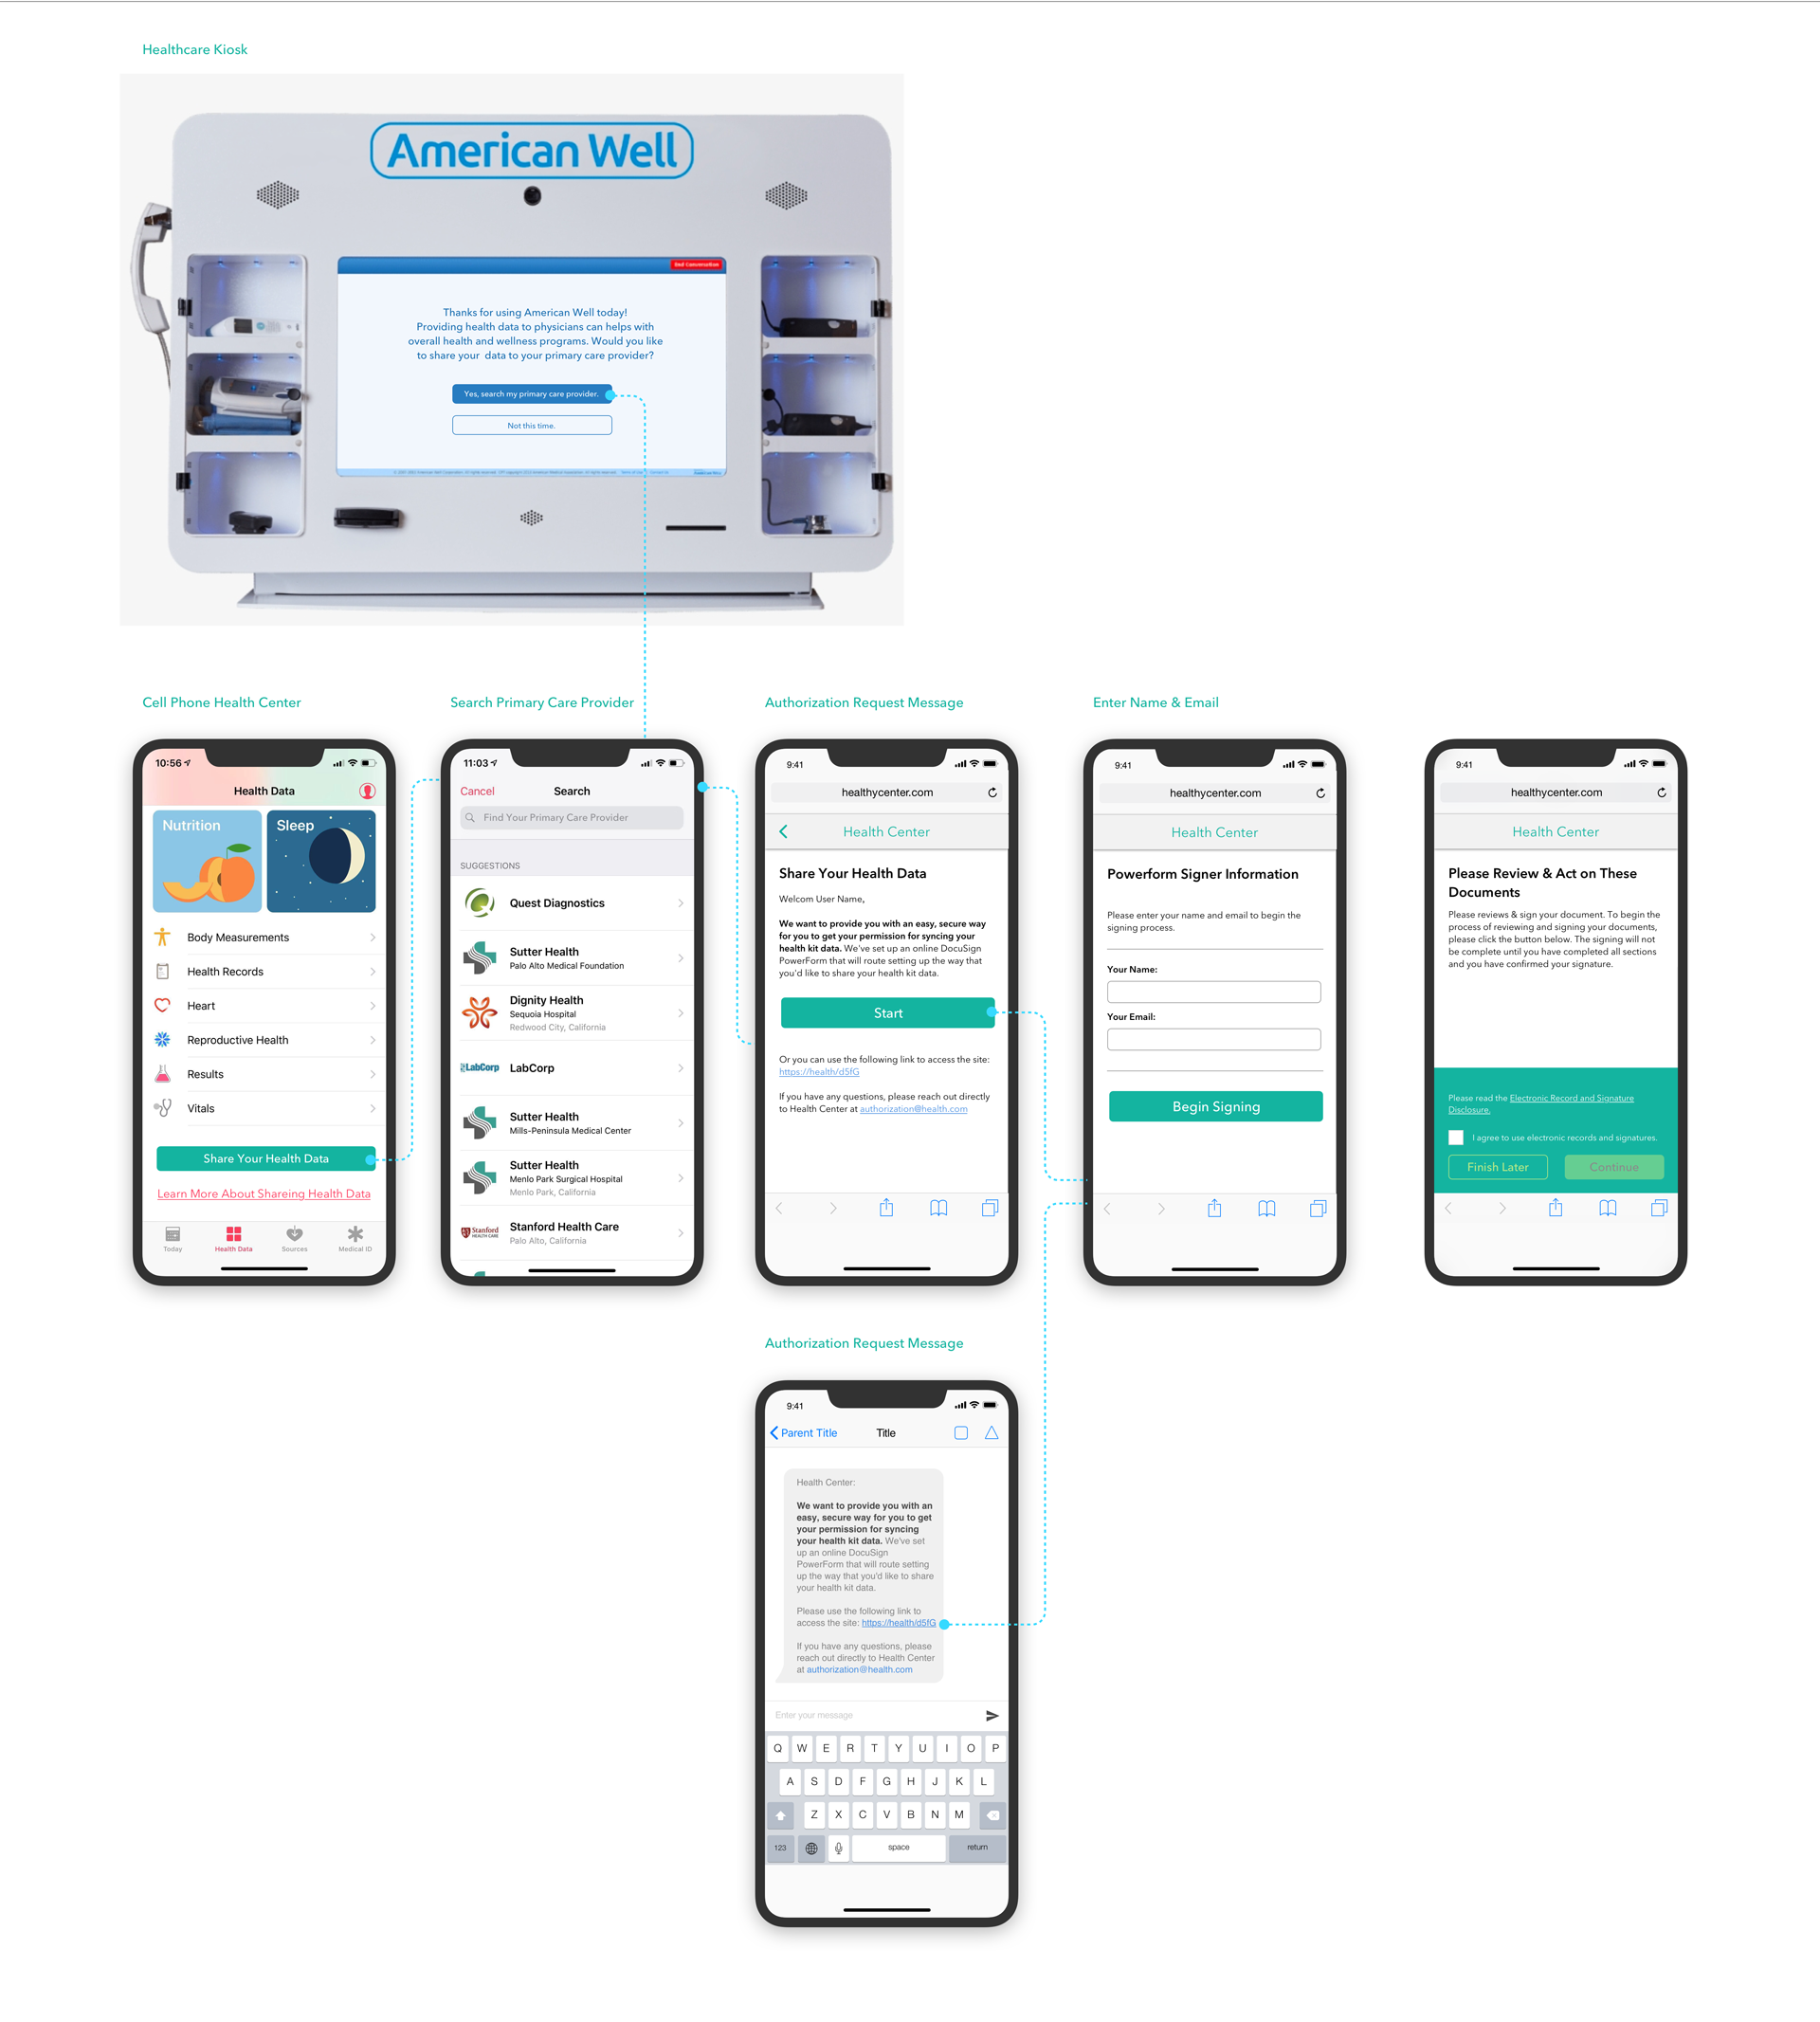 Healthcare Kiosk
American Well
End Conversation
Thanks for using American Well today!
Providing health data to physicians can helps with
overall health and wellness programs. Would you like
to share your data to your primary care provider?
Yes, search my primary care provider.
Not this time.
American Well
Cell Phone Health Center
10:56
Health Data
Nutrition
Sleep
Body Measurements
Health Records
Heart
Reproductive Health
Results
Vitals
Share Your Health Data
Learn More About Shareing Health Data
Today
Health Data
Sources
Medical ID
Search Primary Care Provider
11:03
Cancel
Search
Find Your Primary Care Provider
SUGGESTIONS
Quest Diagnostics
Sutter Health
Palo Alto Medical Foundation
Dignity Health
Sequoia Hospital
Redwood City, California
LabCorp
LabCorp
Sutter Health
Mills-Peninsula Medical Center
Sutter Health
Menlo Park Surgical Hospital
Menlo Park, California
Stanford
HEALTH CARE
Stanford Health Care
Palo Alto, California
Authorization Request Message
9:41
healthycenter.com
Health Center
Share Your Health Data
Welcom User Name,
We want to provide you with an easy, secure way
for you to get your permission for syncing your
health kit data. We've set up an online DocuSign
PowerForm that will route setting up the way that
you'd like to share your health kit data.
Start
Or you can use the following link to access the site:
https://health/d5fG
If you have any questions, please reach out directly
to Health Center at authorization@health.com
Enter Name & Email
9:41
healthycenter.com
Health Center
Powerform Signer Information
Please enter your name and email to begin the
signing process.
Your Name:
Your Email:
Begin Signing
9:41
healthycenter.com
Health Center
Please Review & Act on These
Documents
Please reviews & sign your document. To begin the
process of reviewing and signing your documents,
please click the button below. The signing will not
be complete until you have completed all sections
and you have confirmed your signature.
Please read the Electronic Record and Signature
Disclosure.
I agree to use electronic records and signatures.
Finish Later
Continue
Authorization Request Message
9:41
Parent Title
Title
Health Center:
We want to provide you with an
easy, secure way for you to get
your permission for syncing
your health kit data. We've set
up an online DocuSign
PowerForm that will route setting
up the way that you'd like to share
your health kit data.
Please use the following link to
access the site: https://health/d5fG
If you have any questions, please
reach out directly to Health Center
at authorization@health.com
Enter your message
Q W E R T Y U I O P
A S D F G H J K L
Z X C V B N M
123
space
return